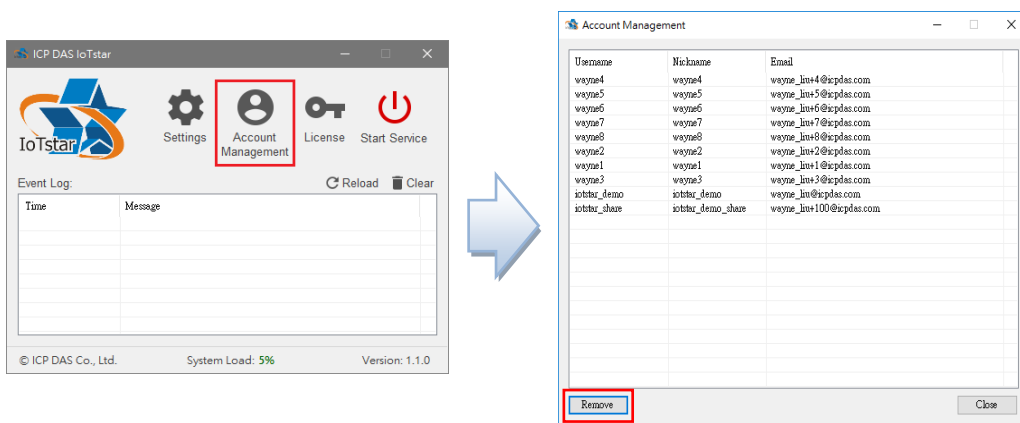 ICP DAS IoTstar
IoTstar
Settings
Account Management
License
Start Service
Event Log:
Reload
Clear
Time Message
© ICP DAS Co., Ltd. System Load: 5% Version: 1.1.0
Account Management
Username Nickname Email
wayne4 wayne4 wayne_liu+4@icpdas.com
wayne5 wayne5 wayne_liu+5@icpdas.com
wayne6 wayne6 wayne_liu+6@icpdas.com
wayne7 wayne7 wayne_liu+7@icpdas.com
wayne8 wayne8 wayne_liu+8@icpdas.com
wayne2 wayne2 wayne_liu+2@icpdas.com
wayne1 wayne1 wayne_liu+1@icpdas.com
wayne3 wayne3 wayne_liu+3@icpdas.com
iotstar_demo iotstar_demo wayne_liu@icpdas.com
iotstar_share iotstar_demo_share wayne_liu+100@icpdas.com
Remove Close